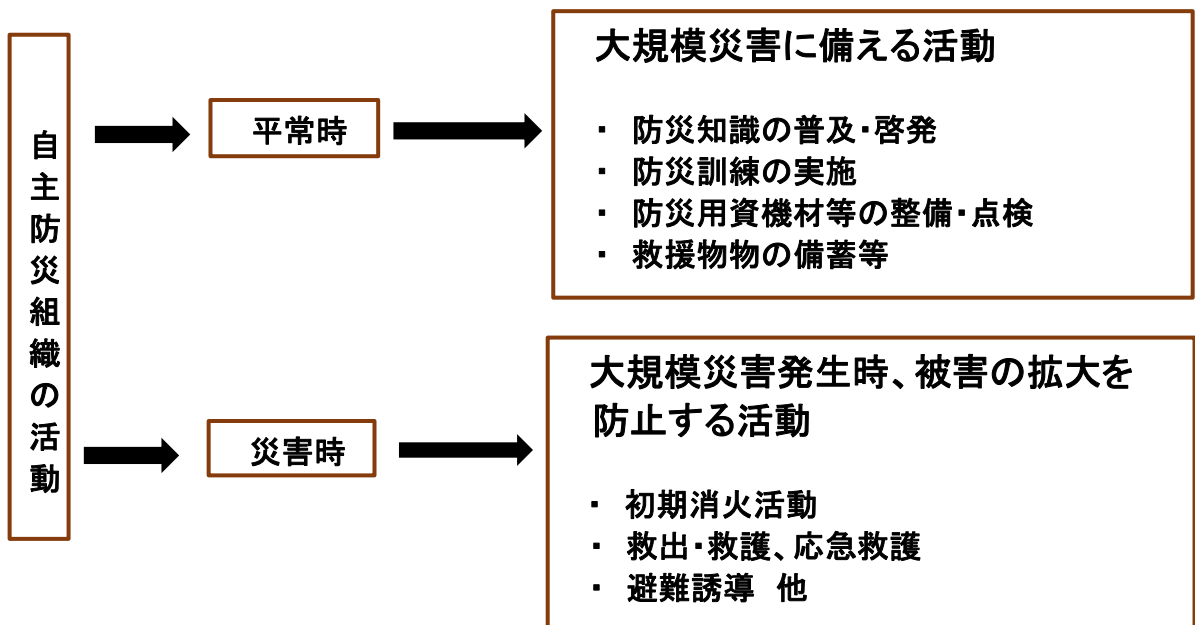 自主防災組織の活動
平常時
大規模災害に備える活動
・ 防災知識の普及・啓発
・ 防災訓練の実施
・ 防災用資機材等の整備・点検
・ 救援物物の備蓄等
災害時
大規模災害発生時、被害の拡大を
防止する活動
・ 初期消火活動
・ 救出・救護、応急救護
・ 避難誘導 他